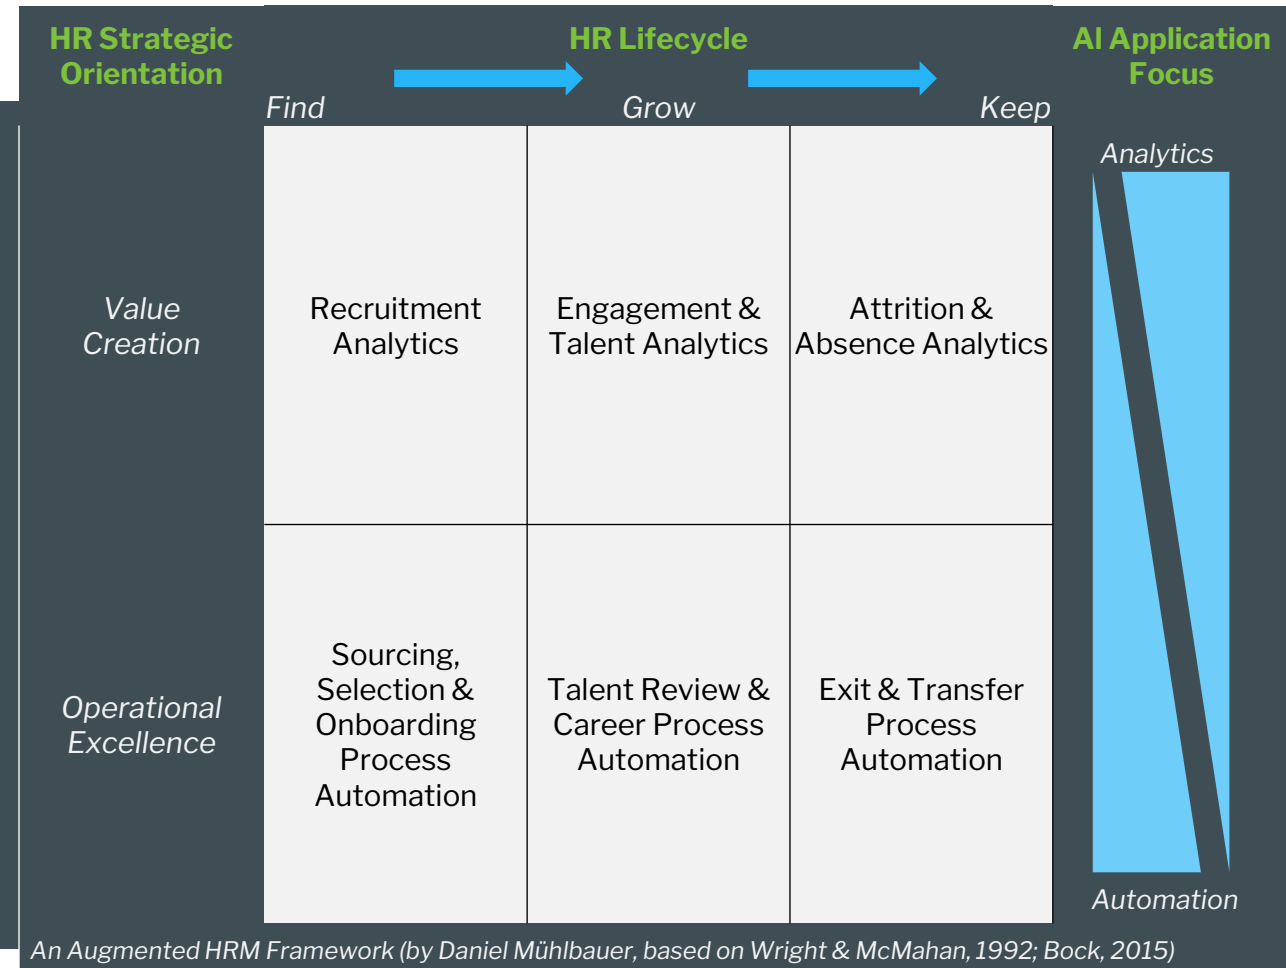 HR Strategic
Orientation
HR Lifecycle
AI Application
Focus
Find
Grow
Keep
Analytics
Value
Creation
Recruitment
Analytics
Engagement &
Talent Analytics
Attrition &
Absence Analytics
Operational
Excellence
Sourcing,
Selection &
Onboarding
Process
Automation
Talent Review &
Career Process
Automation
Exit & Transfer
Process
Automation
Automation
An Augmented HRM Framework (by Daniel Mühlbauer, based on Wright & McMahan, 1992; Bock, 2015)